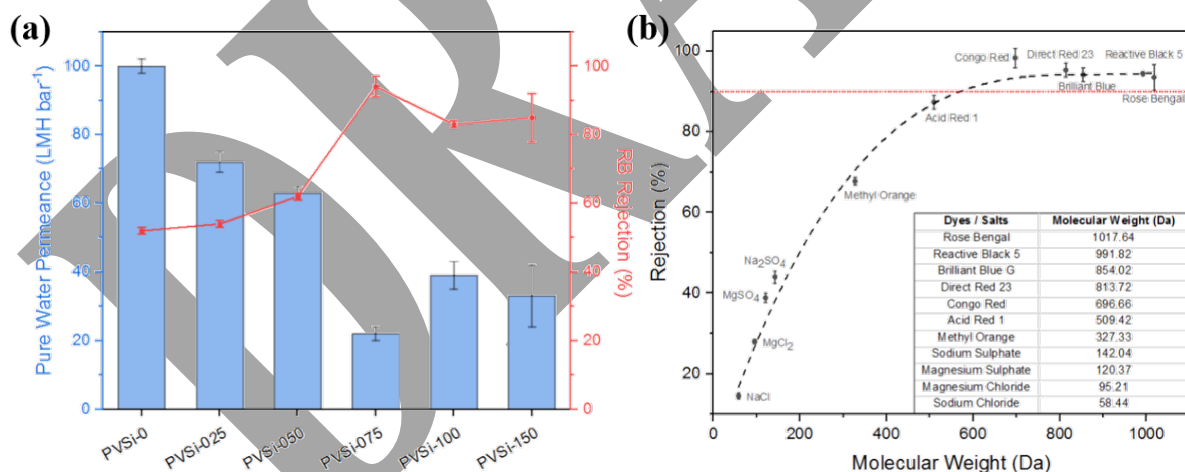 (a)
Pure Water Permeance (LMH bar-1)
0
20
40
60
80
100
PVSi-0
PVSi-025
PVSi-050
PVSi-075
PVSi-100
PVSi-150
0
20
40
60
80
100
RB Rejection (%)
(b)
Rejection (%)
100
80
60
40
20
Congo Red
Direct Red 23
Reactive Black 5
Brilliant Blue
Rose Bengal
Acid Red 1
Methyl Orange
Na2SO4
MgSO4
MgCl2
NaCl
Dyes / Salts Molecular Weight (Da)
Rose Bengal 1017.64
Reactive Black 5 991.82
Brilliant Blue G 854.02
Direct Red 23 813.72
Congo Red 696.66
Acid Red 1 509.42
Methyl Orange 327.33
Sodium Sulphate 142.04
Magnesium Sulphate 120.37
Magnesium Chloride 95.21
Sodium Chloride 58.44
0 200 400 600 800 1000
Molecular Weight (Da)